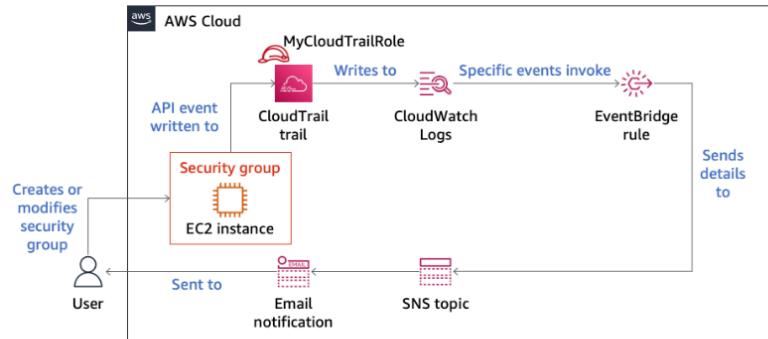 aws
AWS Cloud
MyCloudTrailRole
Writes to
Specific events invoke
API event
written to
CloudTrail
trail
CloudWatch
Logs
EventBridge
rule
Security group
EC2 instance
Sends
details
to
Creates or
modifies
security
group
User
Sent to
EMAIL
Email
notification
SNS topic